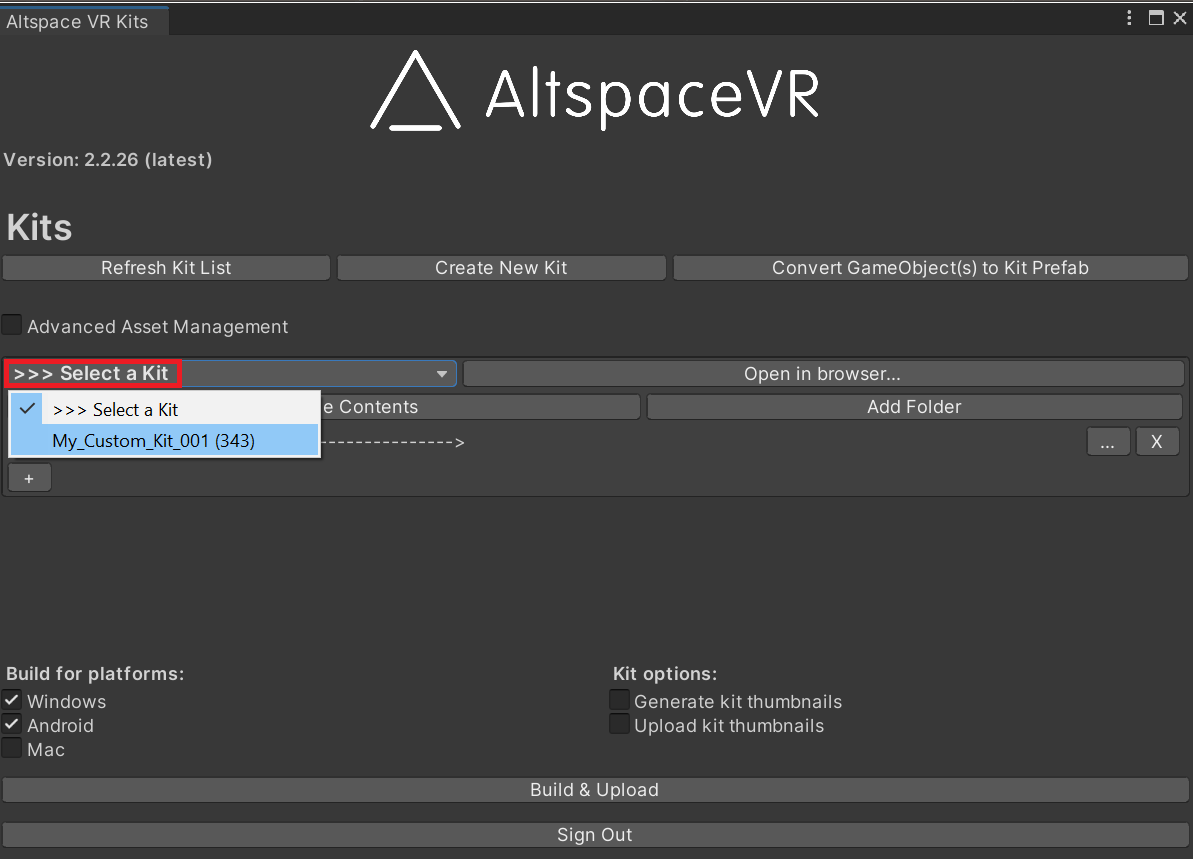 Altspace VR Kits
AltspaceVR
Version: 2.2.26 (latest)
Kits
Refresh Kit List
Create New Kit
Convert GameObject(s) to Kit Prefab
Advanced Asset Management
>>> Select a Kit
Open in browser...
>>> Select a Kit
e Contents
Add Folder
My_Custom_Kit_001 (343)
--------------->
...
X
+
Build for platforms:
Kit options:
Windows
Generate kit thumbnails
Android
Upload kit thumbnails
Mac
Build & Upload
Sign Out